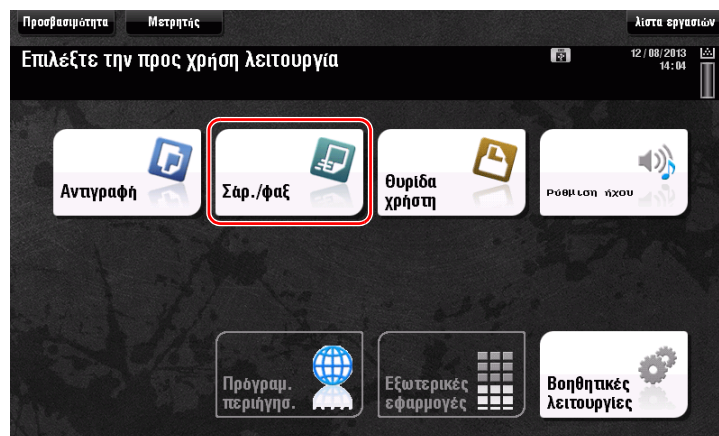 Προσβασιμότητα Μετρητής λίστα εργασιών
Επιλέξτε την προς χρήση λειτουργία
12/08/2013
14:04
Αντιγραφή
Σάρ./φαξ
Θυρίδα
χρήστη
Ρύθμιση ήχου
Πρόγραμ.
περιήγησ.
Εξωτερικές
εφαρμογές
Βοηθητικές
λειτουργίες